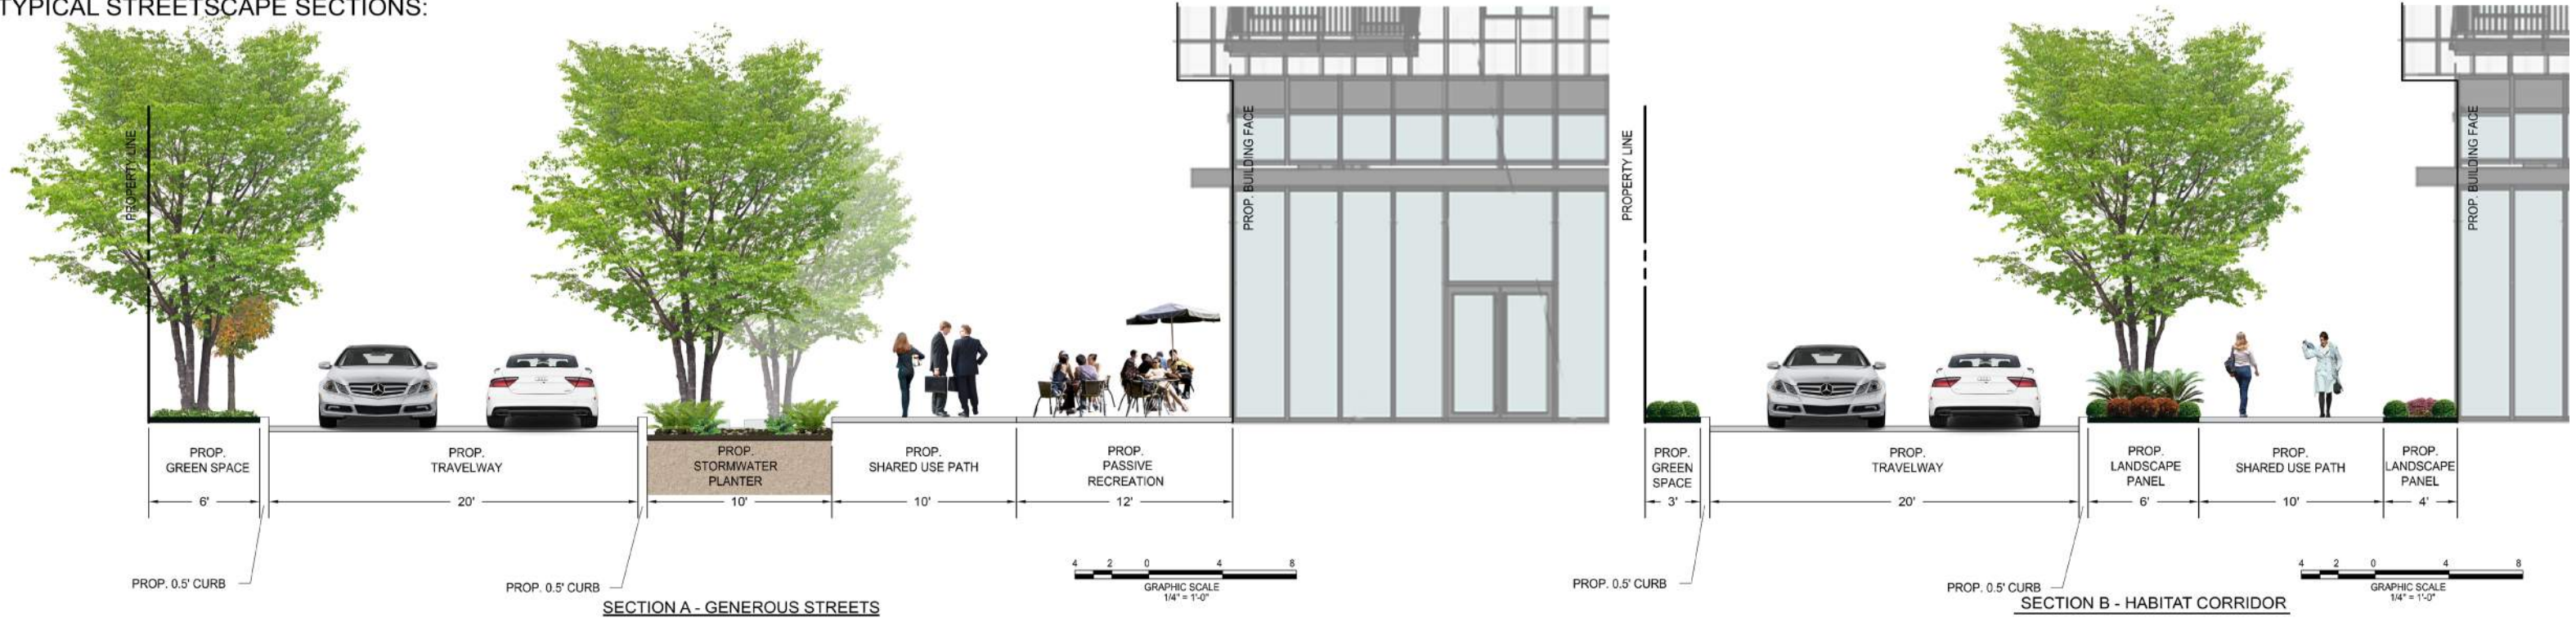 TYPICAL STREETSCAPE SECTIONS:
PROPERTY LINE
PROP. BUILDING FACE
PROP.
GREEN SPACE
6'
PROP.
TRAVELWAY
20'
PROP.
STORMWATER
PLANTER
10'
PROP.
SHARED USE PATH
10'
PROP.
PASSIVE
RECREATION
12'
PROP. 0.5' CURB
PROP. 0.5' CURB
4 2 0 4 8
GRAPHIC SCALE
1/4" = 1'-0"
SECTION A - GENEROUS STREETS
PROPERTY LINE
PROP. BUILDING FACE
PROP.
GREEN
SPACE
3'
PROP.
TRAVELWAY
20'
PROP.
LANDSCAPE
PANEL
6'
PROP.
SHARED USE PATH
10'
PROP.
LANDSCAPE
PANEL
4'
PROP. 0.5' CURB
PROP. 0.5' CURB
4 2 0 4 8
GRAPHIC SCALE
1/4" = 1'-0"
SECTION B - HABITAT CORRIDOR